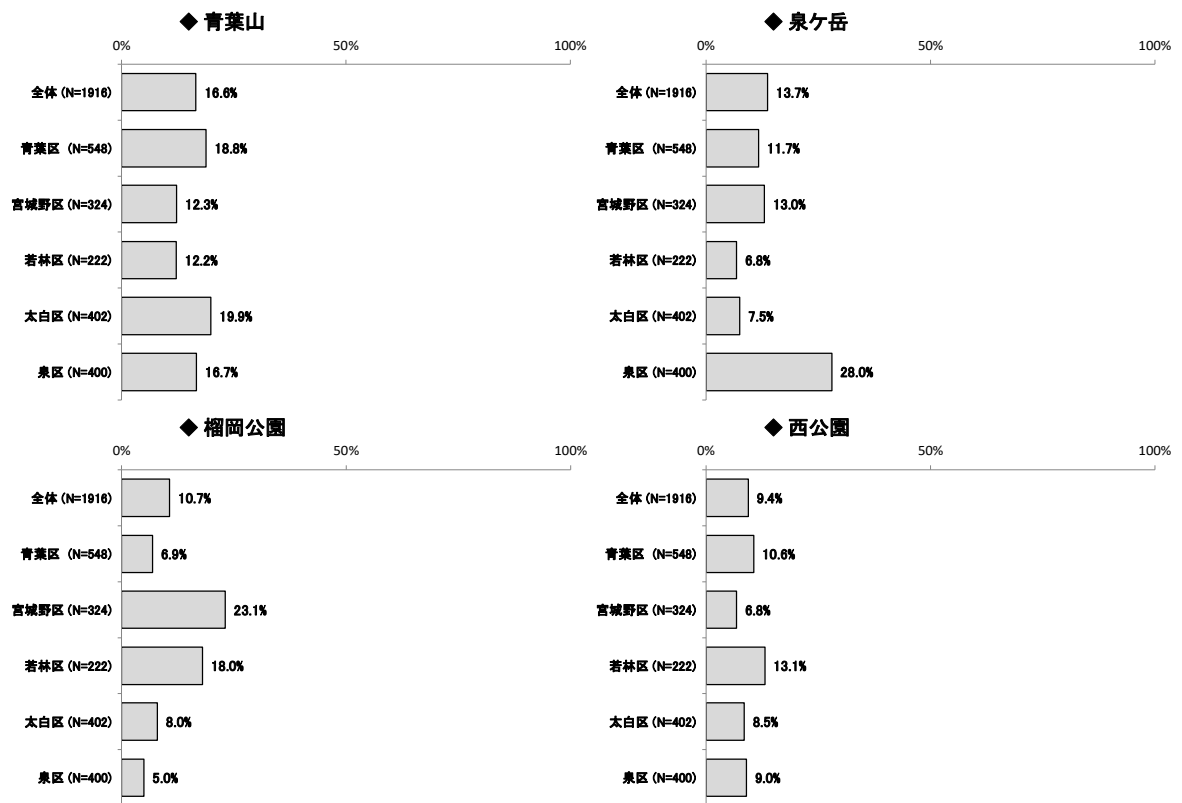 ◆ 青葉山
0% 50% 100%
全体 (N=1916) 16.6%
青葉区 (N=548) 18.8%
宮城野区 (N=324) 12.3%
若林区 (N=222) 12.2%
太白区 (N=402) 19.9%
泉区 (N=400) 16.7%
◆ 泉ケ岳
0% 50% 100%
全体 (N=1916) 13.7%
青葉区 (N=548) 11.7%
宮城野区 (N=324) 13.0%
若林区 (N=222) 6.8%
太白区 (N=402) 7.5%
泉区 (N=400) 28.0%
◆ 榴岡公園
0% 50% 100%
全体 (N=1916) 10.7%
青葉区 (N=548) 6.9%
宮城野区 (N=324) 23.1%
若林区 (N=222) 18.0%
太白区 (N=402) 8.0%
泉区 (N=400) 5.0%
◆ 西公園
0% 50% 100%
全体 (N=1916) 9.4%
青葉区 (N=548) 10.6%
宮城野区 (N=324) 6.8%
若林区 (N=222) 13.1%
太白区 (N=402) 8.5%
泉区 (N=400) 9.0%